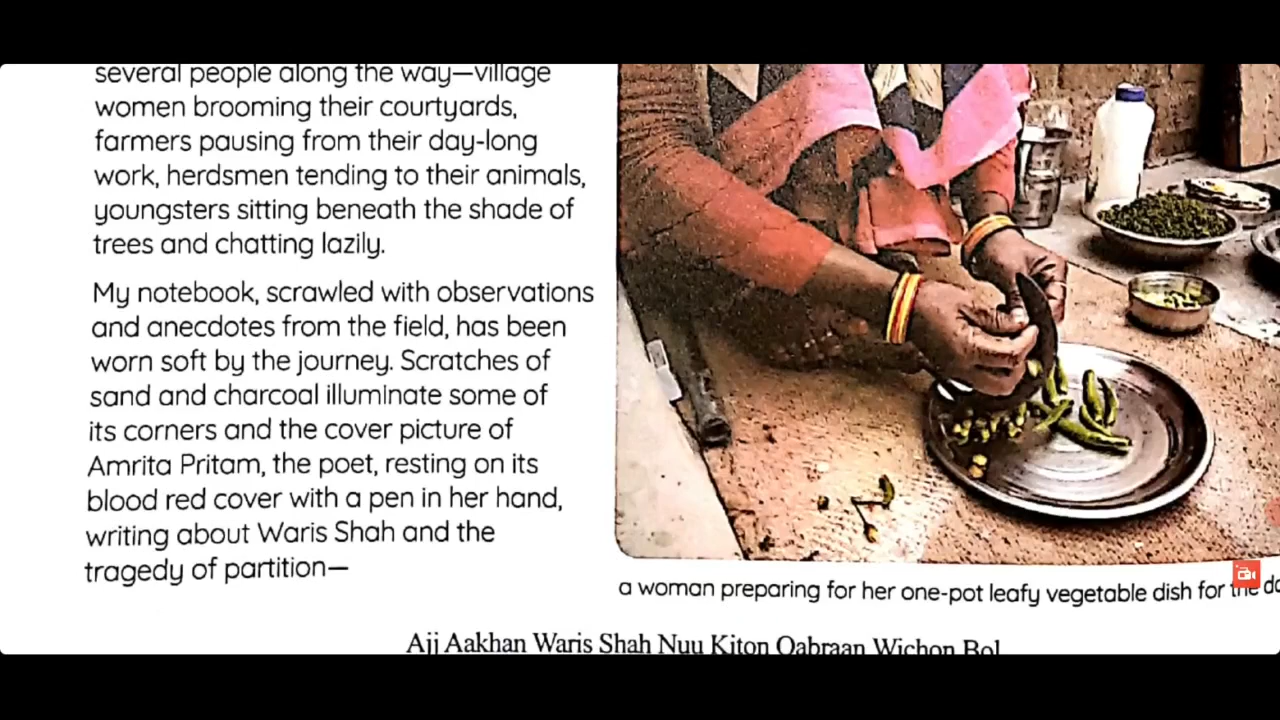 several people along the way—village
women brooming their courtyards,
farmers pausing from their day-long
work, herdsmen tending to their animals,
youngsters sitting beneath the shade of
trees and chatting lazily.
My notebook, scrawled with observations
and anecdotes from the field, has been
worn soft by the journey. Scratches of
sand and charcoal illuminate some of
its corners and the cover picture of
Amrita Pritam, the poet, resting on its
blood red cover with a pen in her hand,
writing about Waris Shah and the
tragedy of partition—
a woman preparing for her one-pot leafy vegetable dish for the
Ajj Aakhan Waris Shah Nuu Kiton Qabraan Wichon Bol